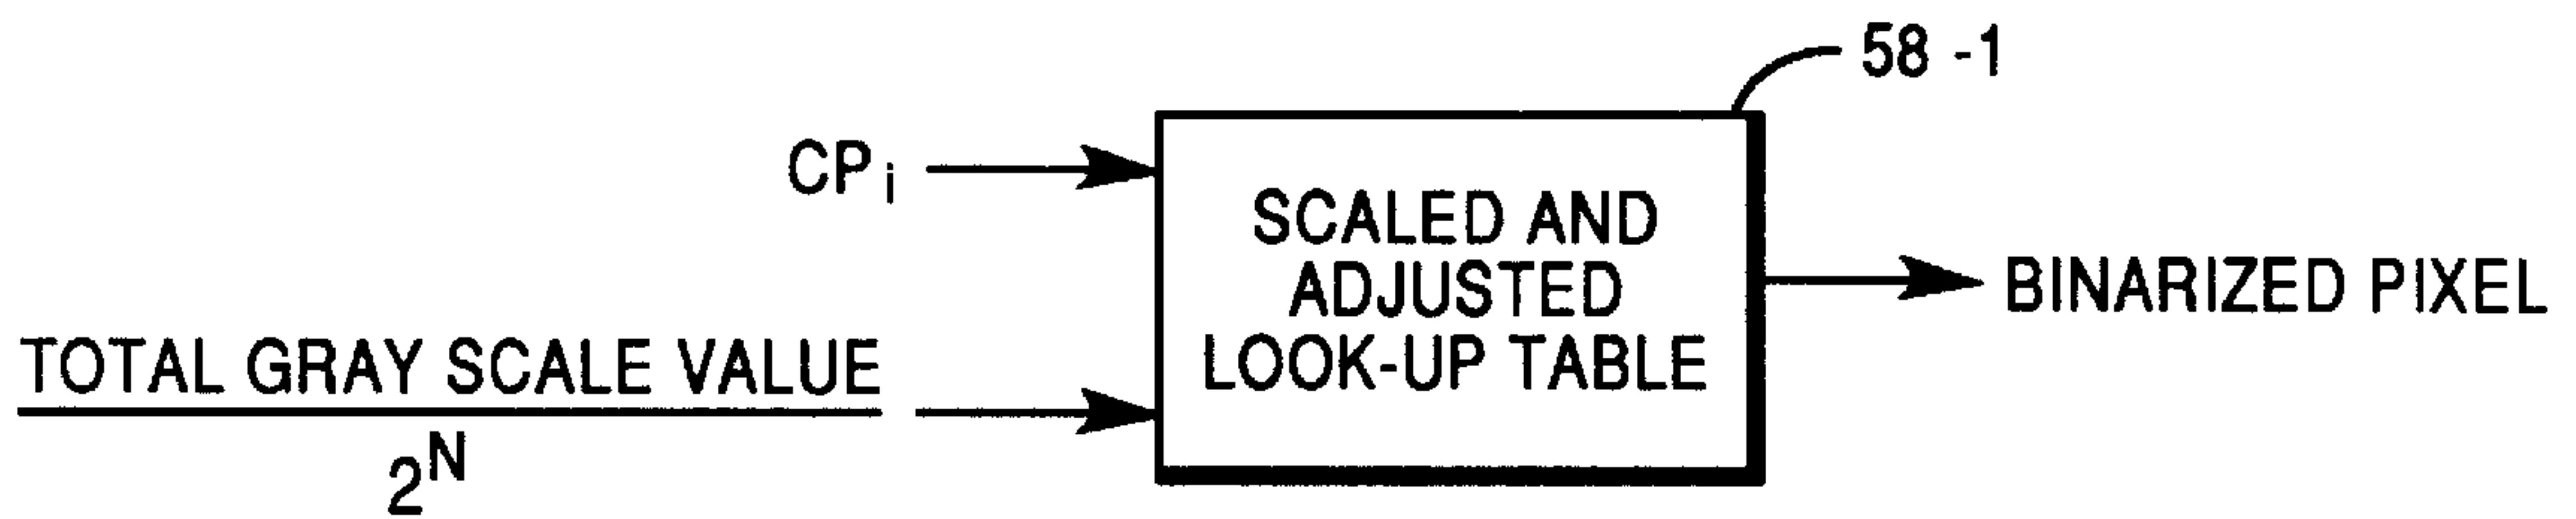 58 -1
CPi
SCALED AND
ADJUSTED
LOOK-UP TABLE
BINARIZED PIXEL
TOTAL GRAY SCALE VALUE
2N